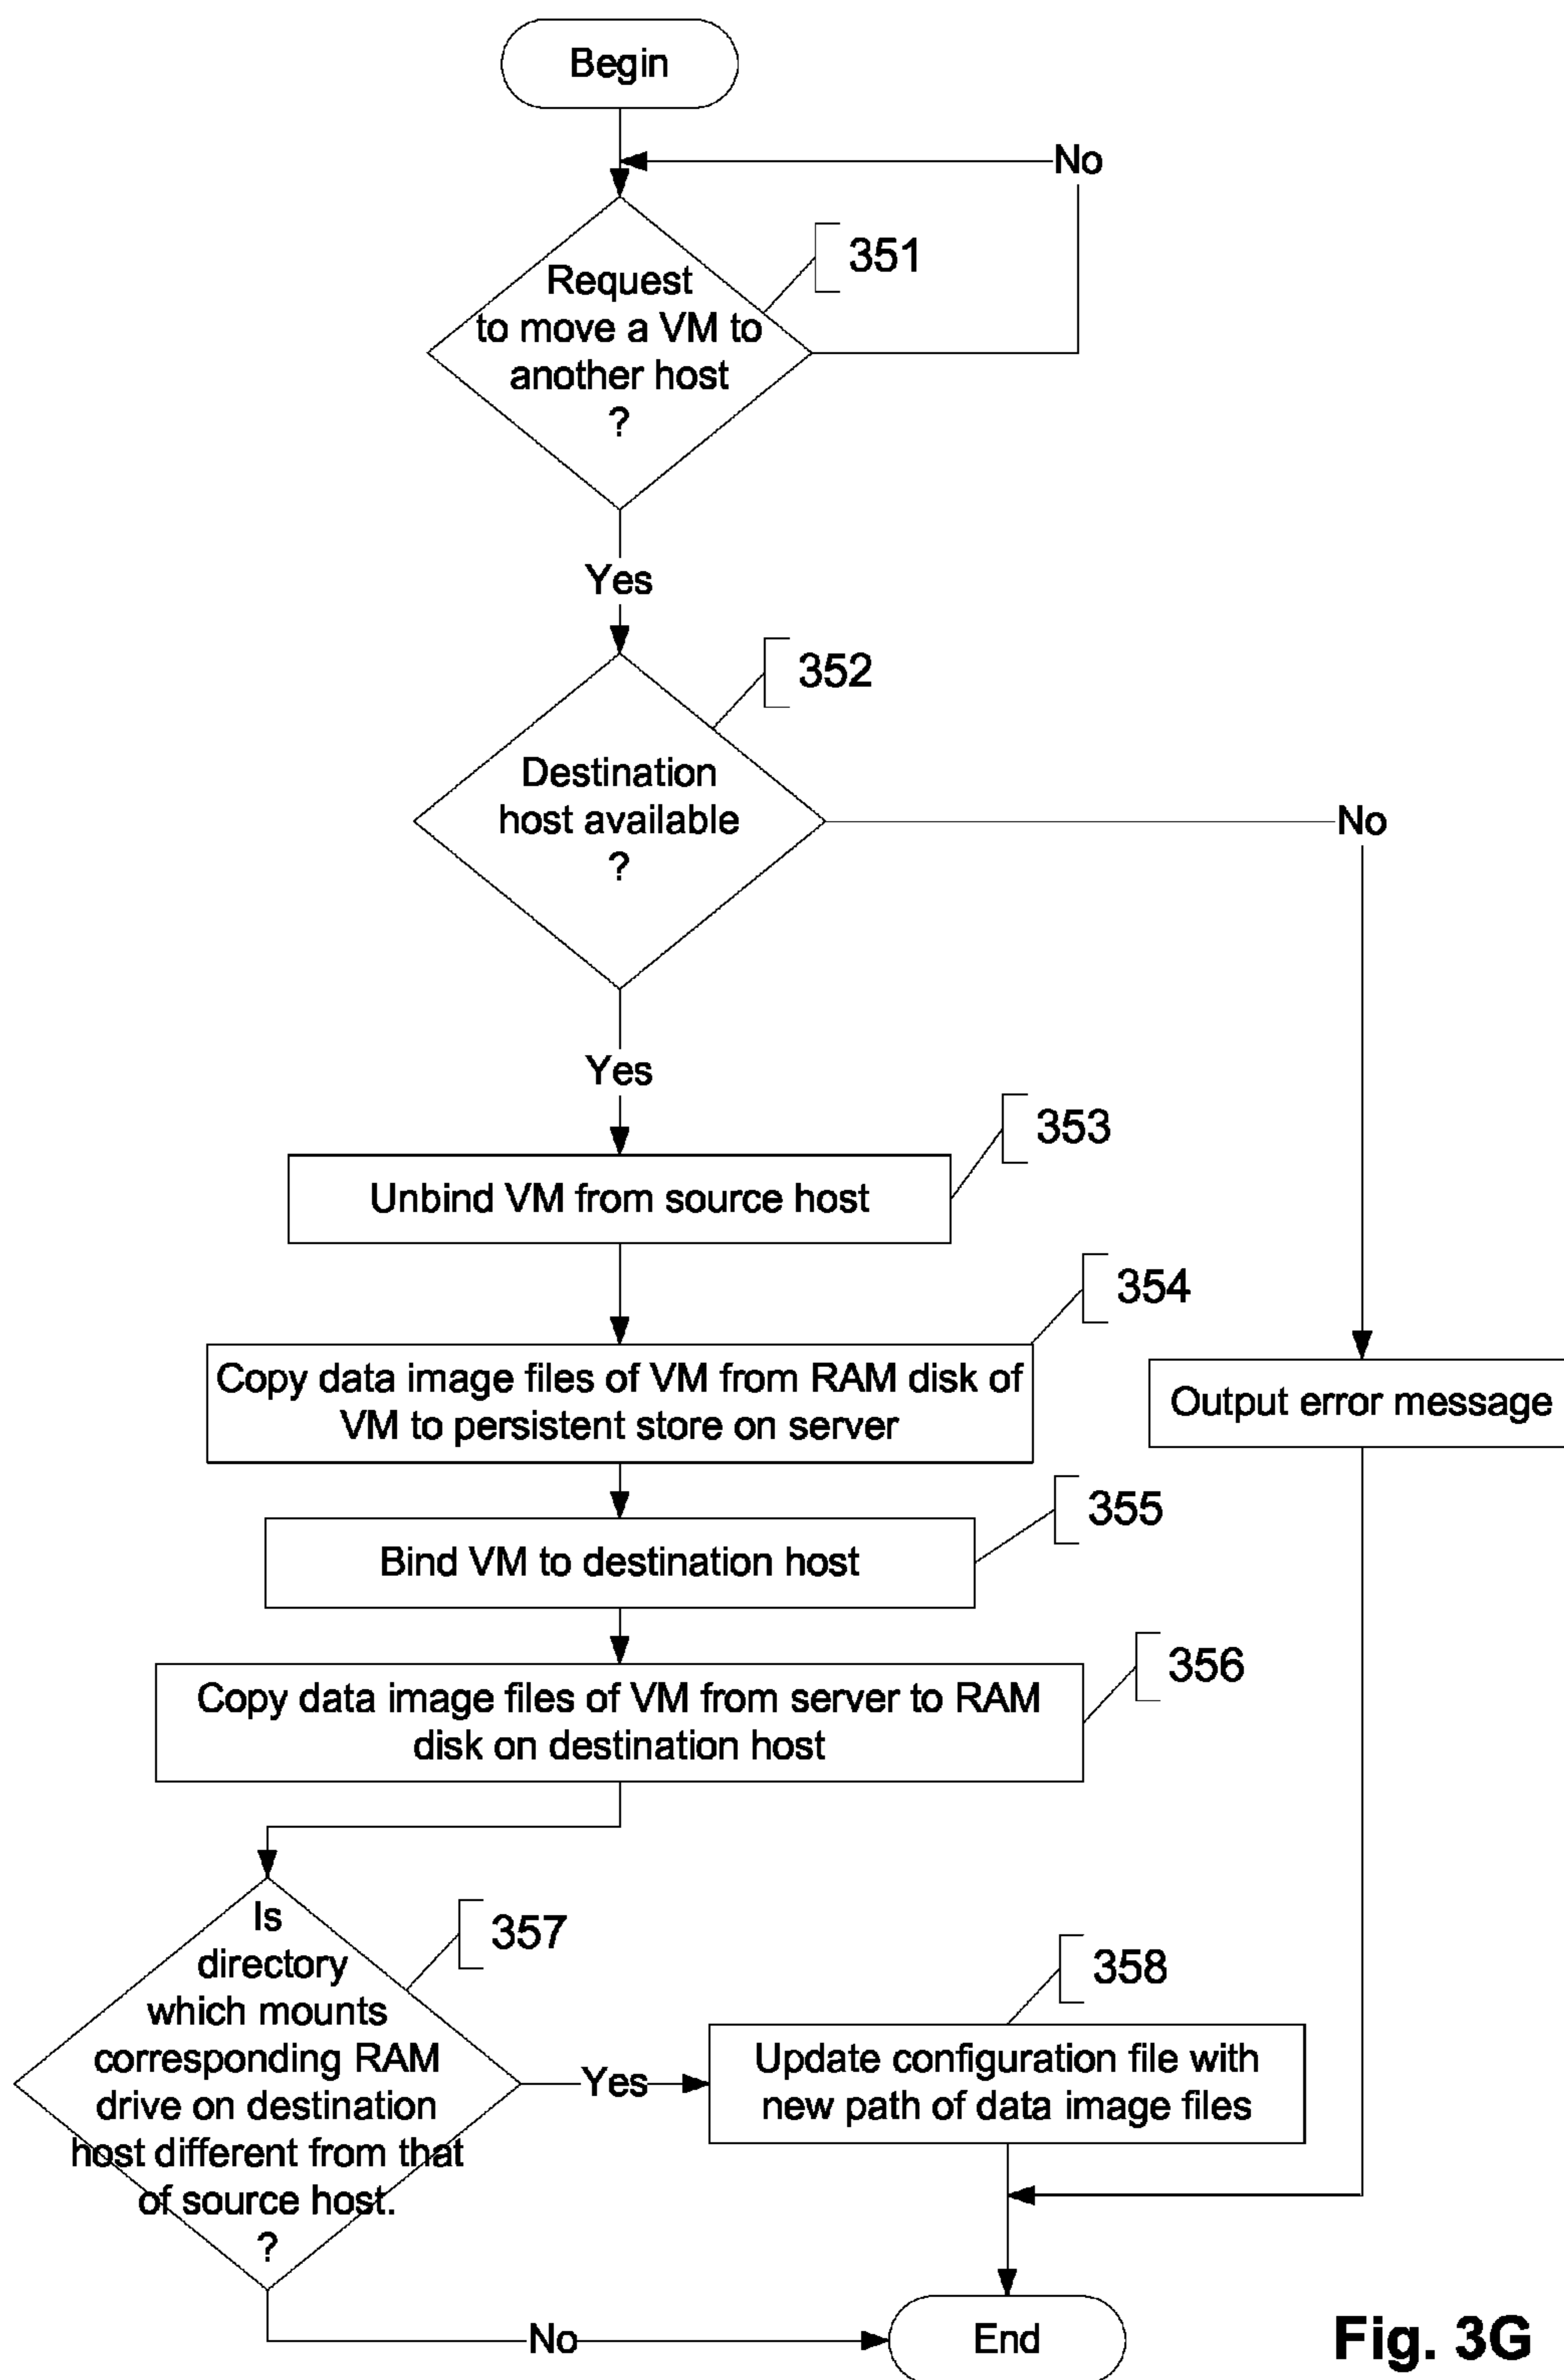 Begin
No
351
Request
to move a VM to
another host
?
Yes
352
Destination
host available
?
No
Yes
353
Unbind VM from source host
354
Copy data image files of VM from RAM disk of
VM to persistent store on server
Output error message
355
Bind VM to destination host
356
Copy data image files of VM from server to RAM
disk on destination host
357
Is
directory
which mounts
corresponding RAM
drive on destination
host different from that
of source host.
?
Yes
358
Update configuration file with
new path of data image files
No
End
Fig. 3G